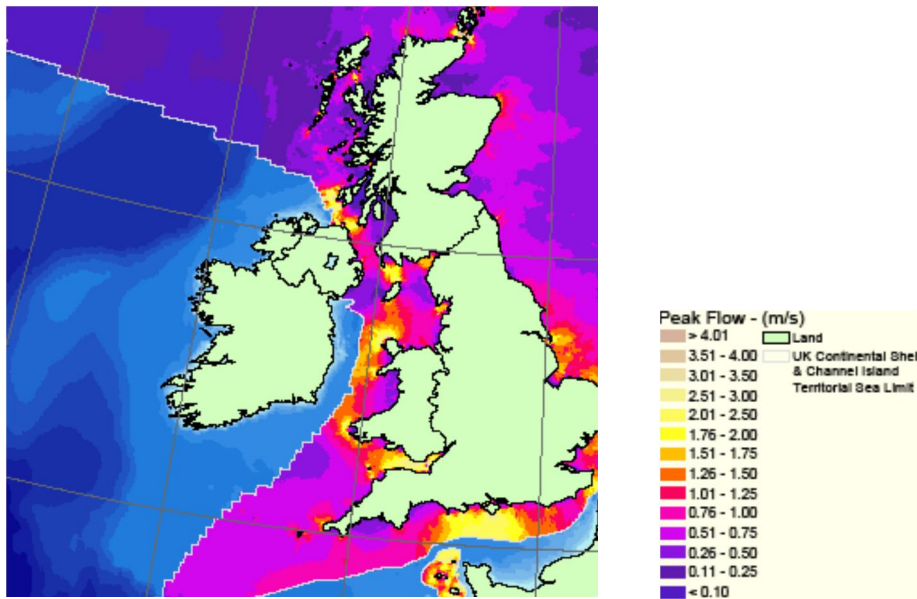 Peak Flow - (m/s)
> 4.01
3.51 - 4.00
3.01 - 3.50
2.51 - 3.00
2.01 - 2.50
1.76 - 2.00
1.51 - 1.75
1.26 - 1.50
1.01 - 1.25
0.76 - 1.00
0.51 - 0.75
0.26 - 0.50
0.11 - 0.25
< 0.10
Land
UK Continental Shel
& Channel Island
Territorial Sea Limit